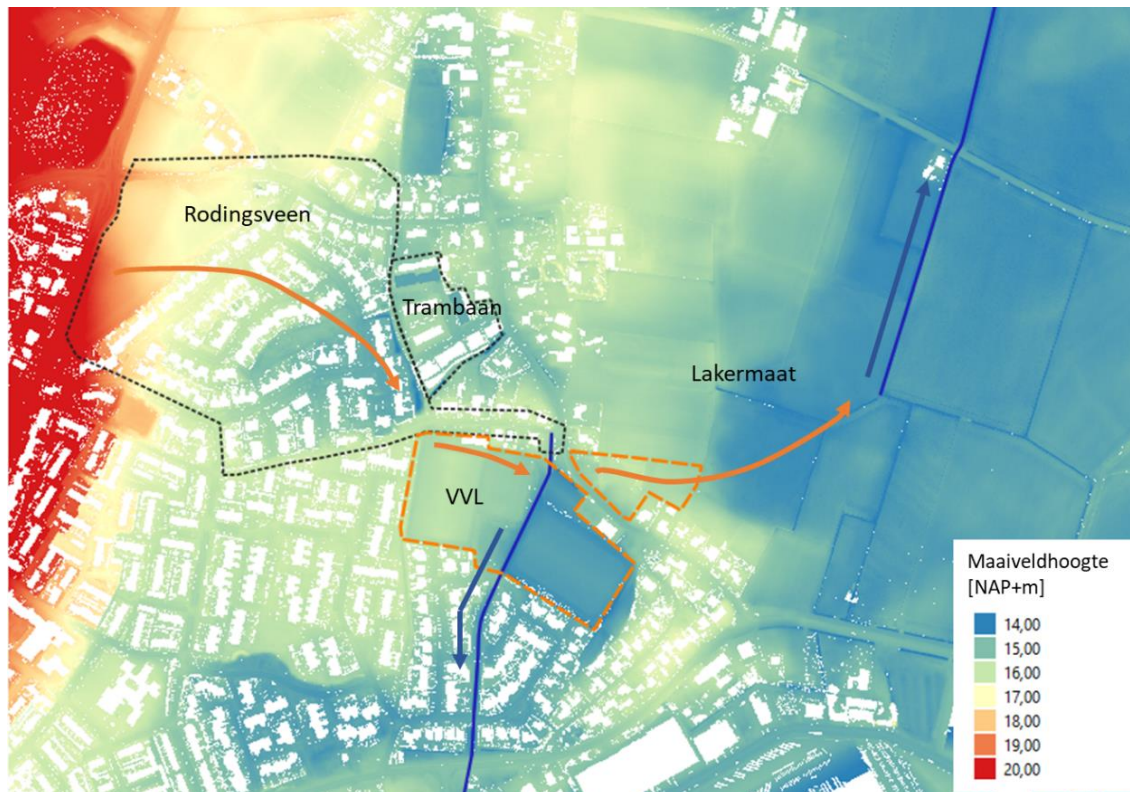 Rodingsveen
Trambaan
Lakermaat
VVL
Maaiveldhoogte
[NAP+m]
14,00
15,00
16,00
17,00
18,00
19,00
20,00